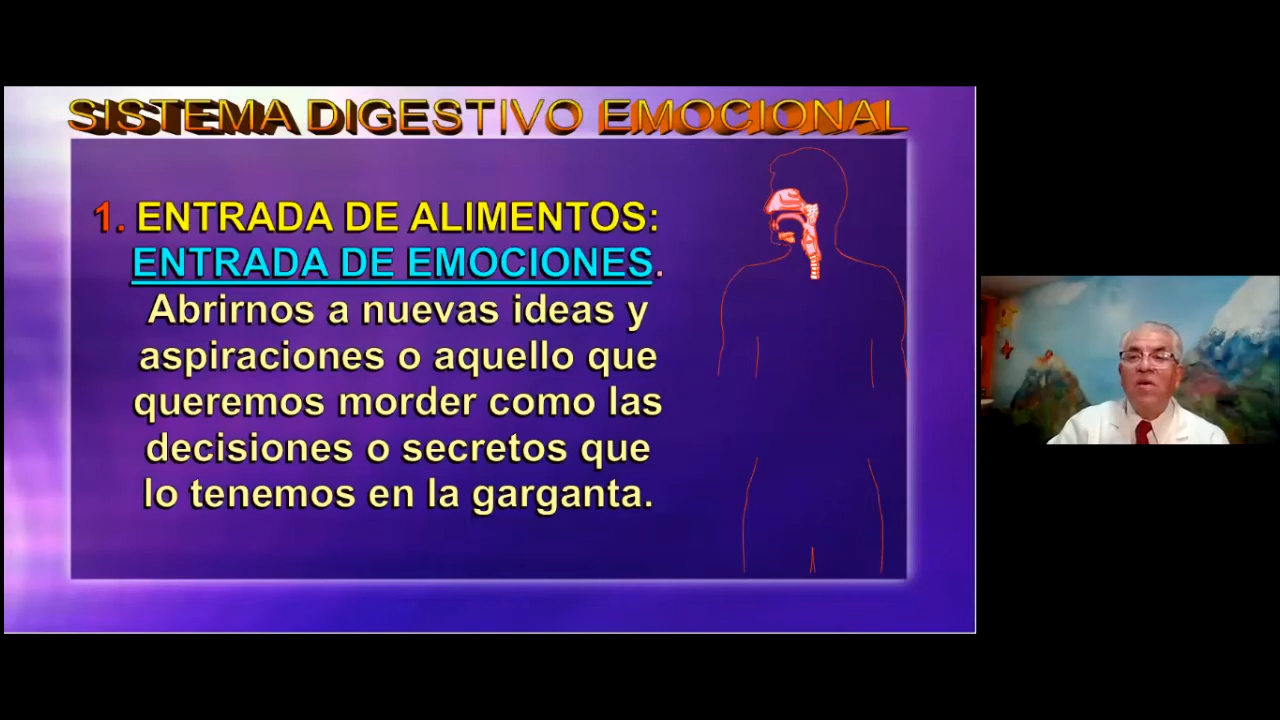 SISTEMA DIGESTIVO EMOCIONAL
1. ENTRADA DE ALIMENTOS:
ENTRADA DE EMOCIONES.
Abrirnos a nuevas ideas y
aspiraciones o aquello que
queremos morder como las
decisiones o secretos que
lo tenemos en la garganta.